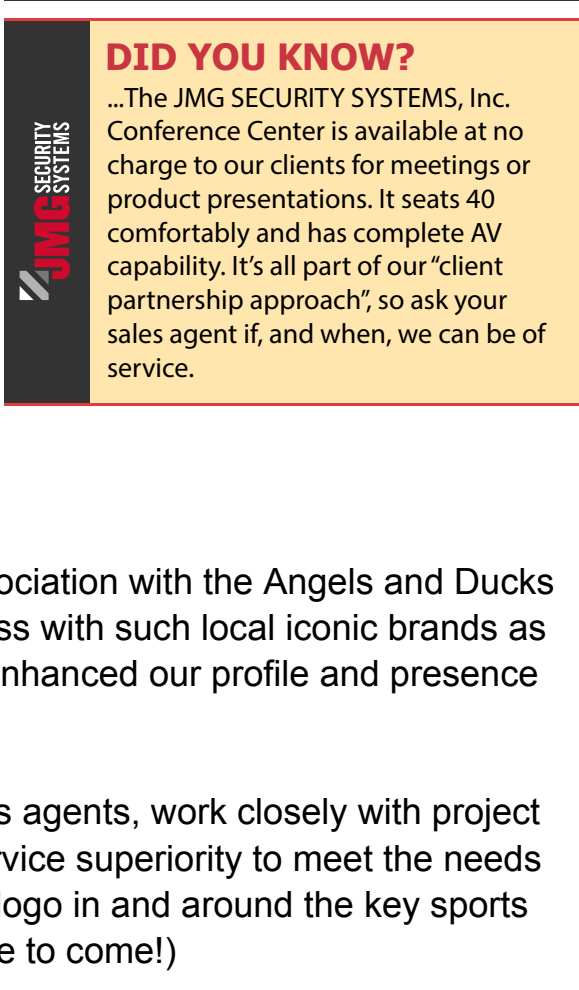 DID YOU KNOW?
...The JMG SECURITY SYSTEMS, Inc.
Conference Center is available at no
charge to our clients for meetings or
product presentations. It seats 40
comfortably and has complete AV
capability. It’s all part of our “client
partnership approach”, so ask your
sales agent if, and when, we can be of
service.
JMG SECURITY
SYSTEMS
ociation with the Angels and Ducks
ss with such local iconic brands as
nhanced our profile and presence
s agents, work closely with project
rvice superiority to meet the needs
logo in and around the key sports
e to come!)